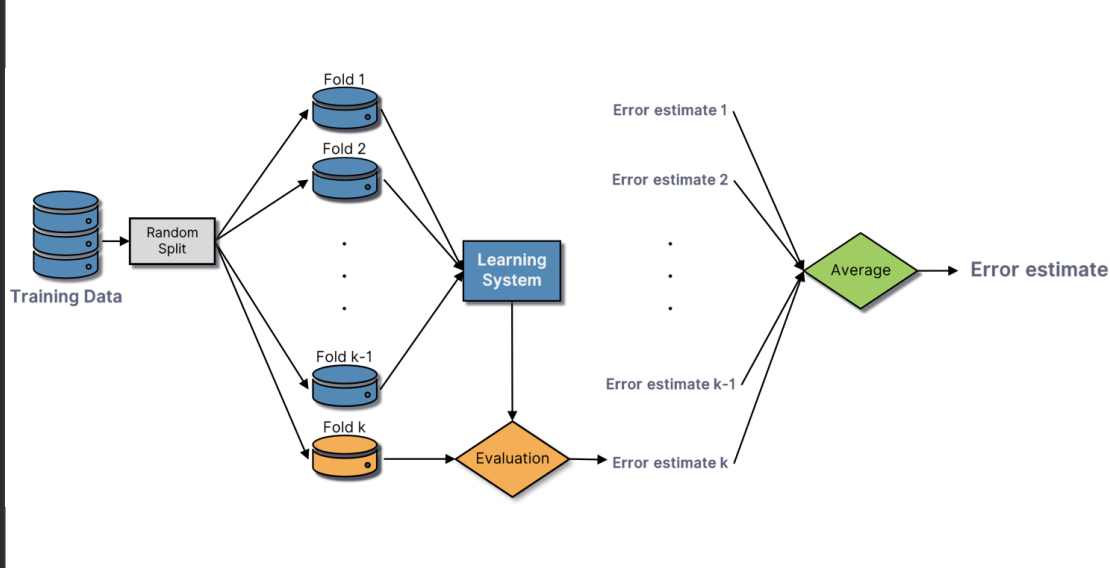 Training Data
Random
Split
Fold 1
Fold 2
Fold k-1
Fold k
Learning
System
Evaluation
Error estimate 1
Error estimate 2
Error estimate k-1
Error estimate k
Average
Error estimate